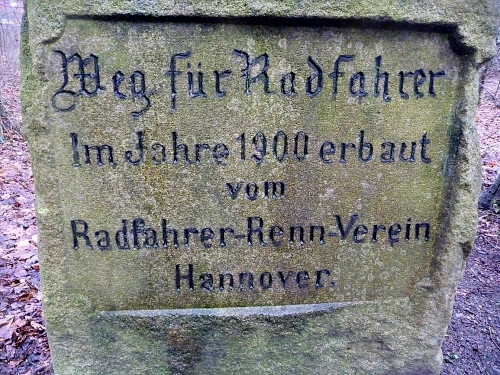 Weg für Radfahrer
Im Jahre 1900 erbaut
vom
Radfahrer-Renn-Verein
Hannover.